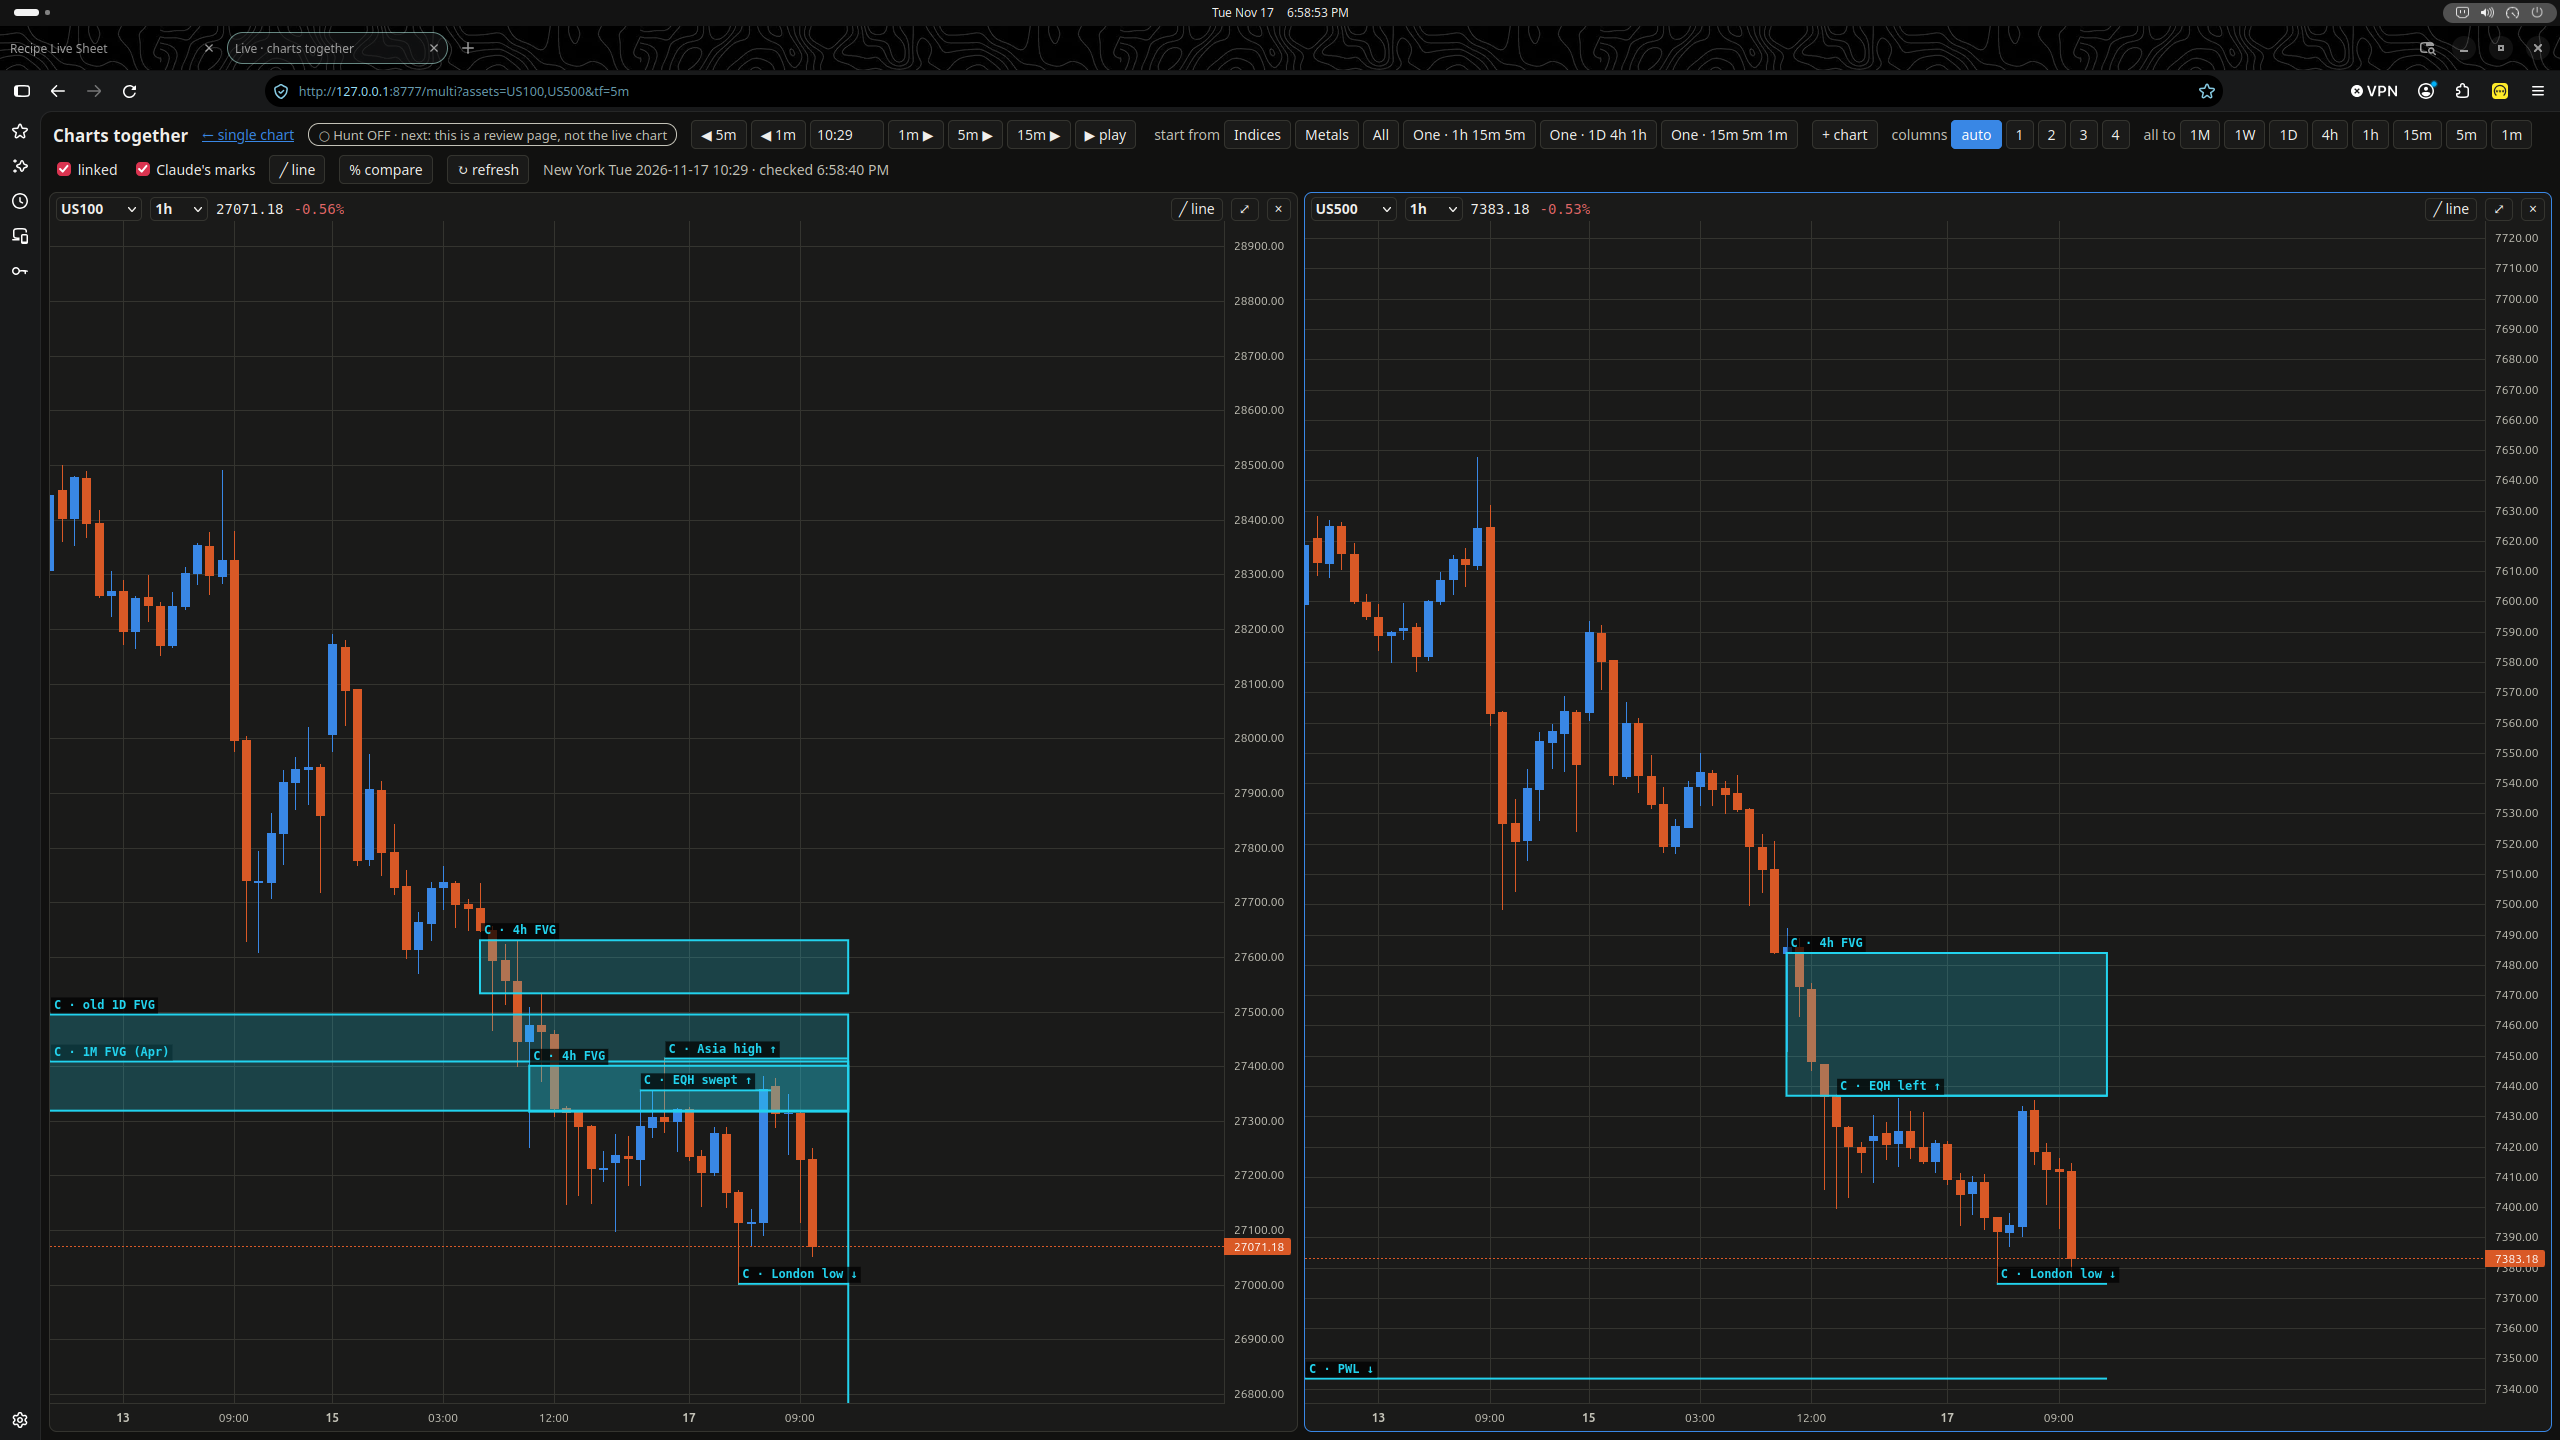 Tue Nov 17 6:58:53 PM
Recipe Live Sheet
Live · charts together
http://127.0.0.1:8777/multi?assets=US100,US500&tf=5m
VPN
Charts together ← single chart ○ Hunt OFF · next: this is a review page, not the live chart ◀ 5m ◀ 1m 10:29 1m ▶ 5m ▶ 15m ▶ ▶ play start from Indices Metals All One · 1h 15m 5m One · 1D 4h 1h One · 15m 5m 1m + chart columns auto 1 2 3 4 all to 1M 1W 1D 4h 1h 15m 5m 1m
linked Claude's marks ╱ line % compare ↻ refresh New York Tue 2026-11-17 10:29 · checked 6:58:40 PM
US100 1h 27071.18 -0.56% ╱ line ⤢ ×
28900.00
28800.00
28700.00
28600.00
28500.00
28400.00
28300.00
28200.00
28100.00
28000.00
27900.00
27800.00
27700.00
27600.00
27500.00
27400.00
27300.00
27200.00
27100.00
27071.18
27000.00
26900.00
26800.00
C · 4h FVG
C · old 1D FVG
C · 1M FVG (Apr)
C · 4h FVG
C · Asia high ↑
C · EQH swept ↑
C · London low ↓
13 09:00 15 03:00 12:00 17 09:00
US500 1h 7383.18 -0.53% ╱ line ⤢ ×
7720.00
7710.00
7700.00
7690.00
7680.00
7670.00
7660.00
7650.00
7640.00
7630.00
7620.00
7610.00
7600.00
7590.00
7580.00
7570.00
7560.00
7550.00
7540.00
7530.00
7520.00
7510.00
7500.00
7490.00
7480.00
7470.00
7460.00
7450.00
7440.00
7430.00
7420.00
7410.00
7400.00
7390.00
7383.18
7380.00
7370.00
7360.00
7350.00
7340.00
C · 4h FVG
C · EQH left ↑
C · London low ↓
C · PWL ↓
13 09:00 15 03:00 12:00 17 09:00